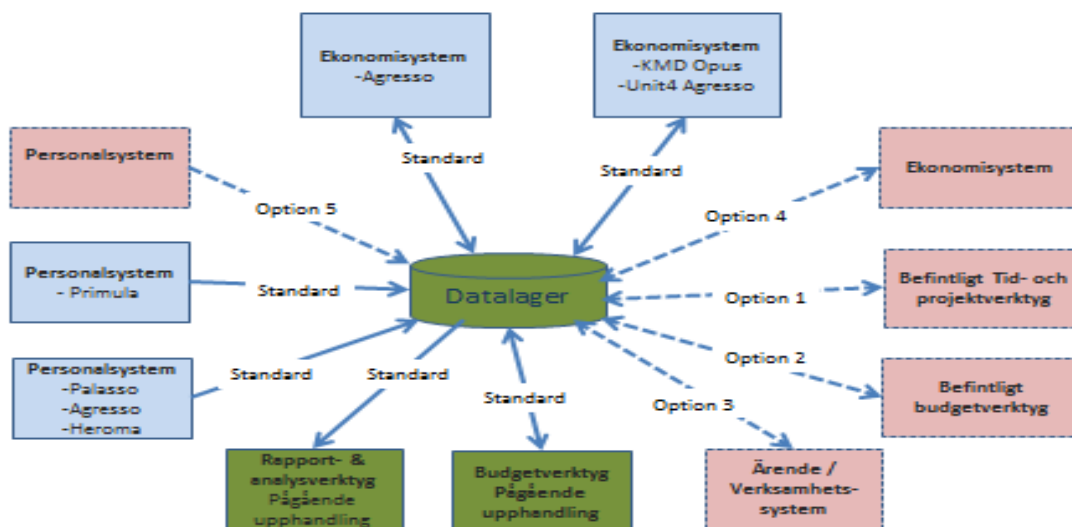 Ekonomisystem
-Agresso
Ekonomisystem
-KMD Opus
-Unit4 Agresso
Personalsystem
Standard
Standard
Ekonomisystem
Option 5
Option 4
Personalsystem
- Primula
Standard
Datalager
Option 1
Befintligt Tid- och
projektverktyg
Personalsystem
-Palasso
-Agresso
-Heroma
Standard
Standard
Standard
Option 2
Option 3
Befintligt
budgetverktyg
Rapport- &
analysverktyg
Pågående
upphandling
Budgetverktyg
Pågående
upphandling
Ärende /
Verksamhets-
system